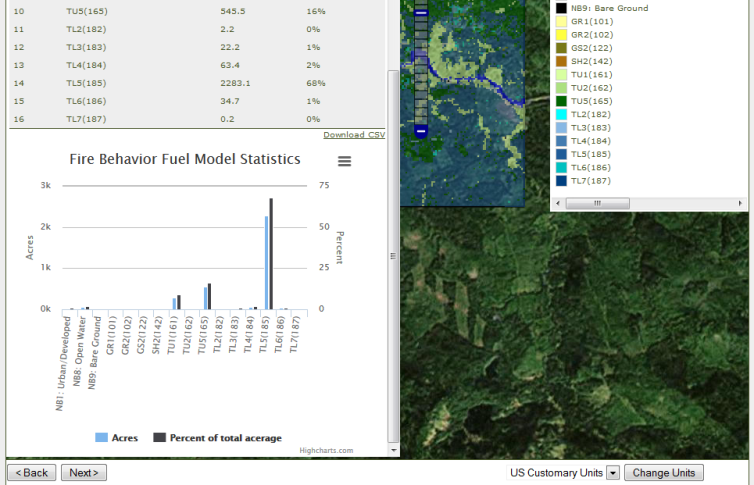 10 TU5(165) 545.5 16%
11 TL2(182) 2.2 0%
12 TL3(183) 22.2 1%
13 TL4(184) 63.4 2%
14 TL5(185) 2283.1 68%
15 TL6(186) 34.7 1%
16 TL7(187) 0.2 0%
Download CSV
Fire Behavior Fuel Model Statistics
3k 75
2k 50
1k 25
0k 0
Acres
Percent
NB1: Urban/Developed
NB8: Open Water
NB9: Bare Ground
GR1(101)
GR2(102)
GS2(122)
SH2(142)
TU1(161)
TU2(162)
TU5(165)
TL2(182)
TL3(183)
TL4(184)
TL5(185)
TL6(186)
TL7(187)
Acres Percent of total acerage
Highcharts.com
NB9: Bare Ground
GR1(101)
GR2(102)
GS2(122)
SH2(142)
TU1(161)
TU2(162)
TU5(165)
TL2(182)
TL3(183)
TL4(184)
TL5(185)
TL6(186)
TL7(187)
< Back Next > US Customary Units Change Units